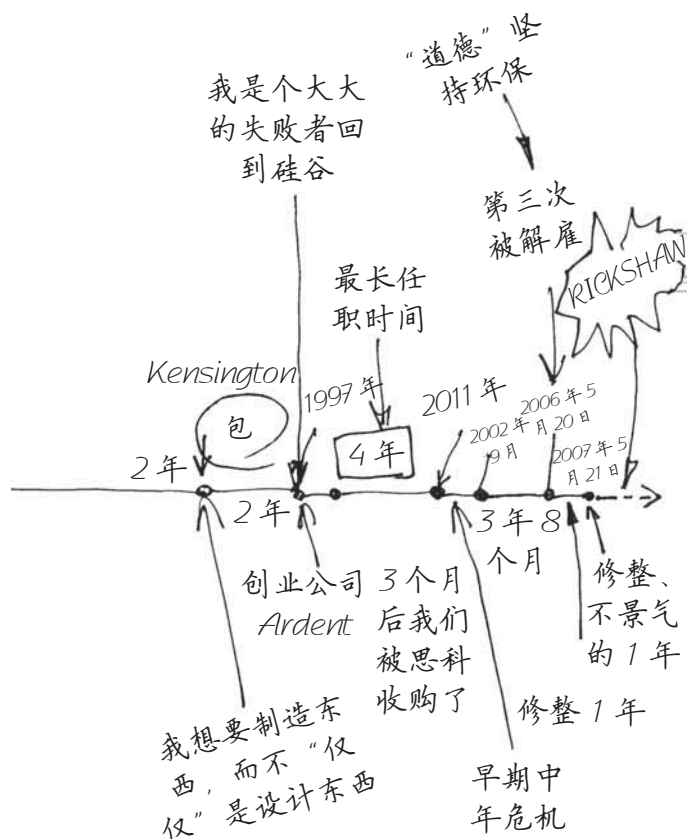 “道德”坚
持环保
我是个大大
的失败者回
到硅谷
第三次
被解雇
RICKSHAW
最长任
职时间
Kensington
包
1997年
4年
2011年
2002年
9月
2006年5
月20日
2007年5
月21日
2年
2年
3年8
个月
创业公司
Ardent
3个月
后我们
被思科
收购了
修整、
不景气
的1年
修整1年
我想要制造东
西，而不“仅
仅”是设计东西
早期中
年危机